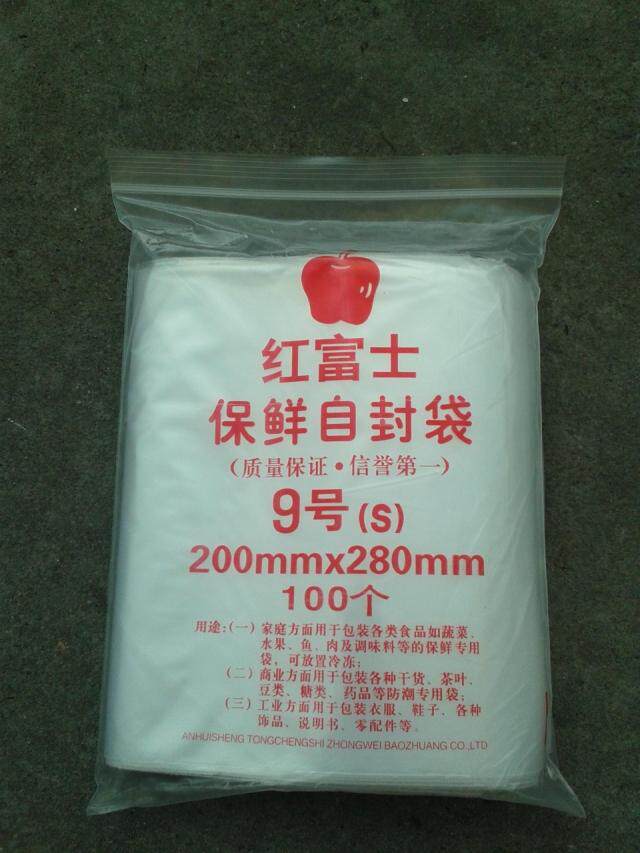 红富士
保鲜自封袋
(质量保证·信誉第一)
9号(S)
200mmx280mm
100个
用途:(一)家庭方面用于包装各类食品如蔬菜、
水果、鱼、肉及调味料等的保鲜专用
袋,可放置冷冻;
(二)商业方面用于包装各种干货、茶叶、
豆类、糖类、药品等防潮专用袋;
(三)工业方面用于包装衣服、鞋子、各种
饰品、说明书、零配件等。
ANHUISHENG TONGCHENGSHI ZHONGWEI BAOZHUANG CO.,LTD